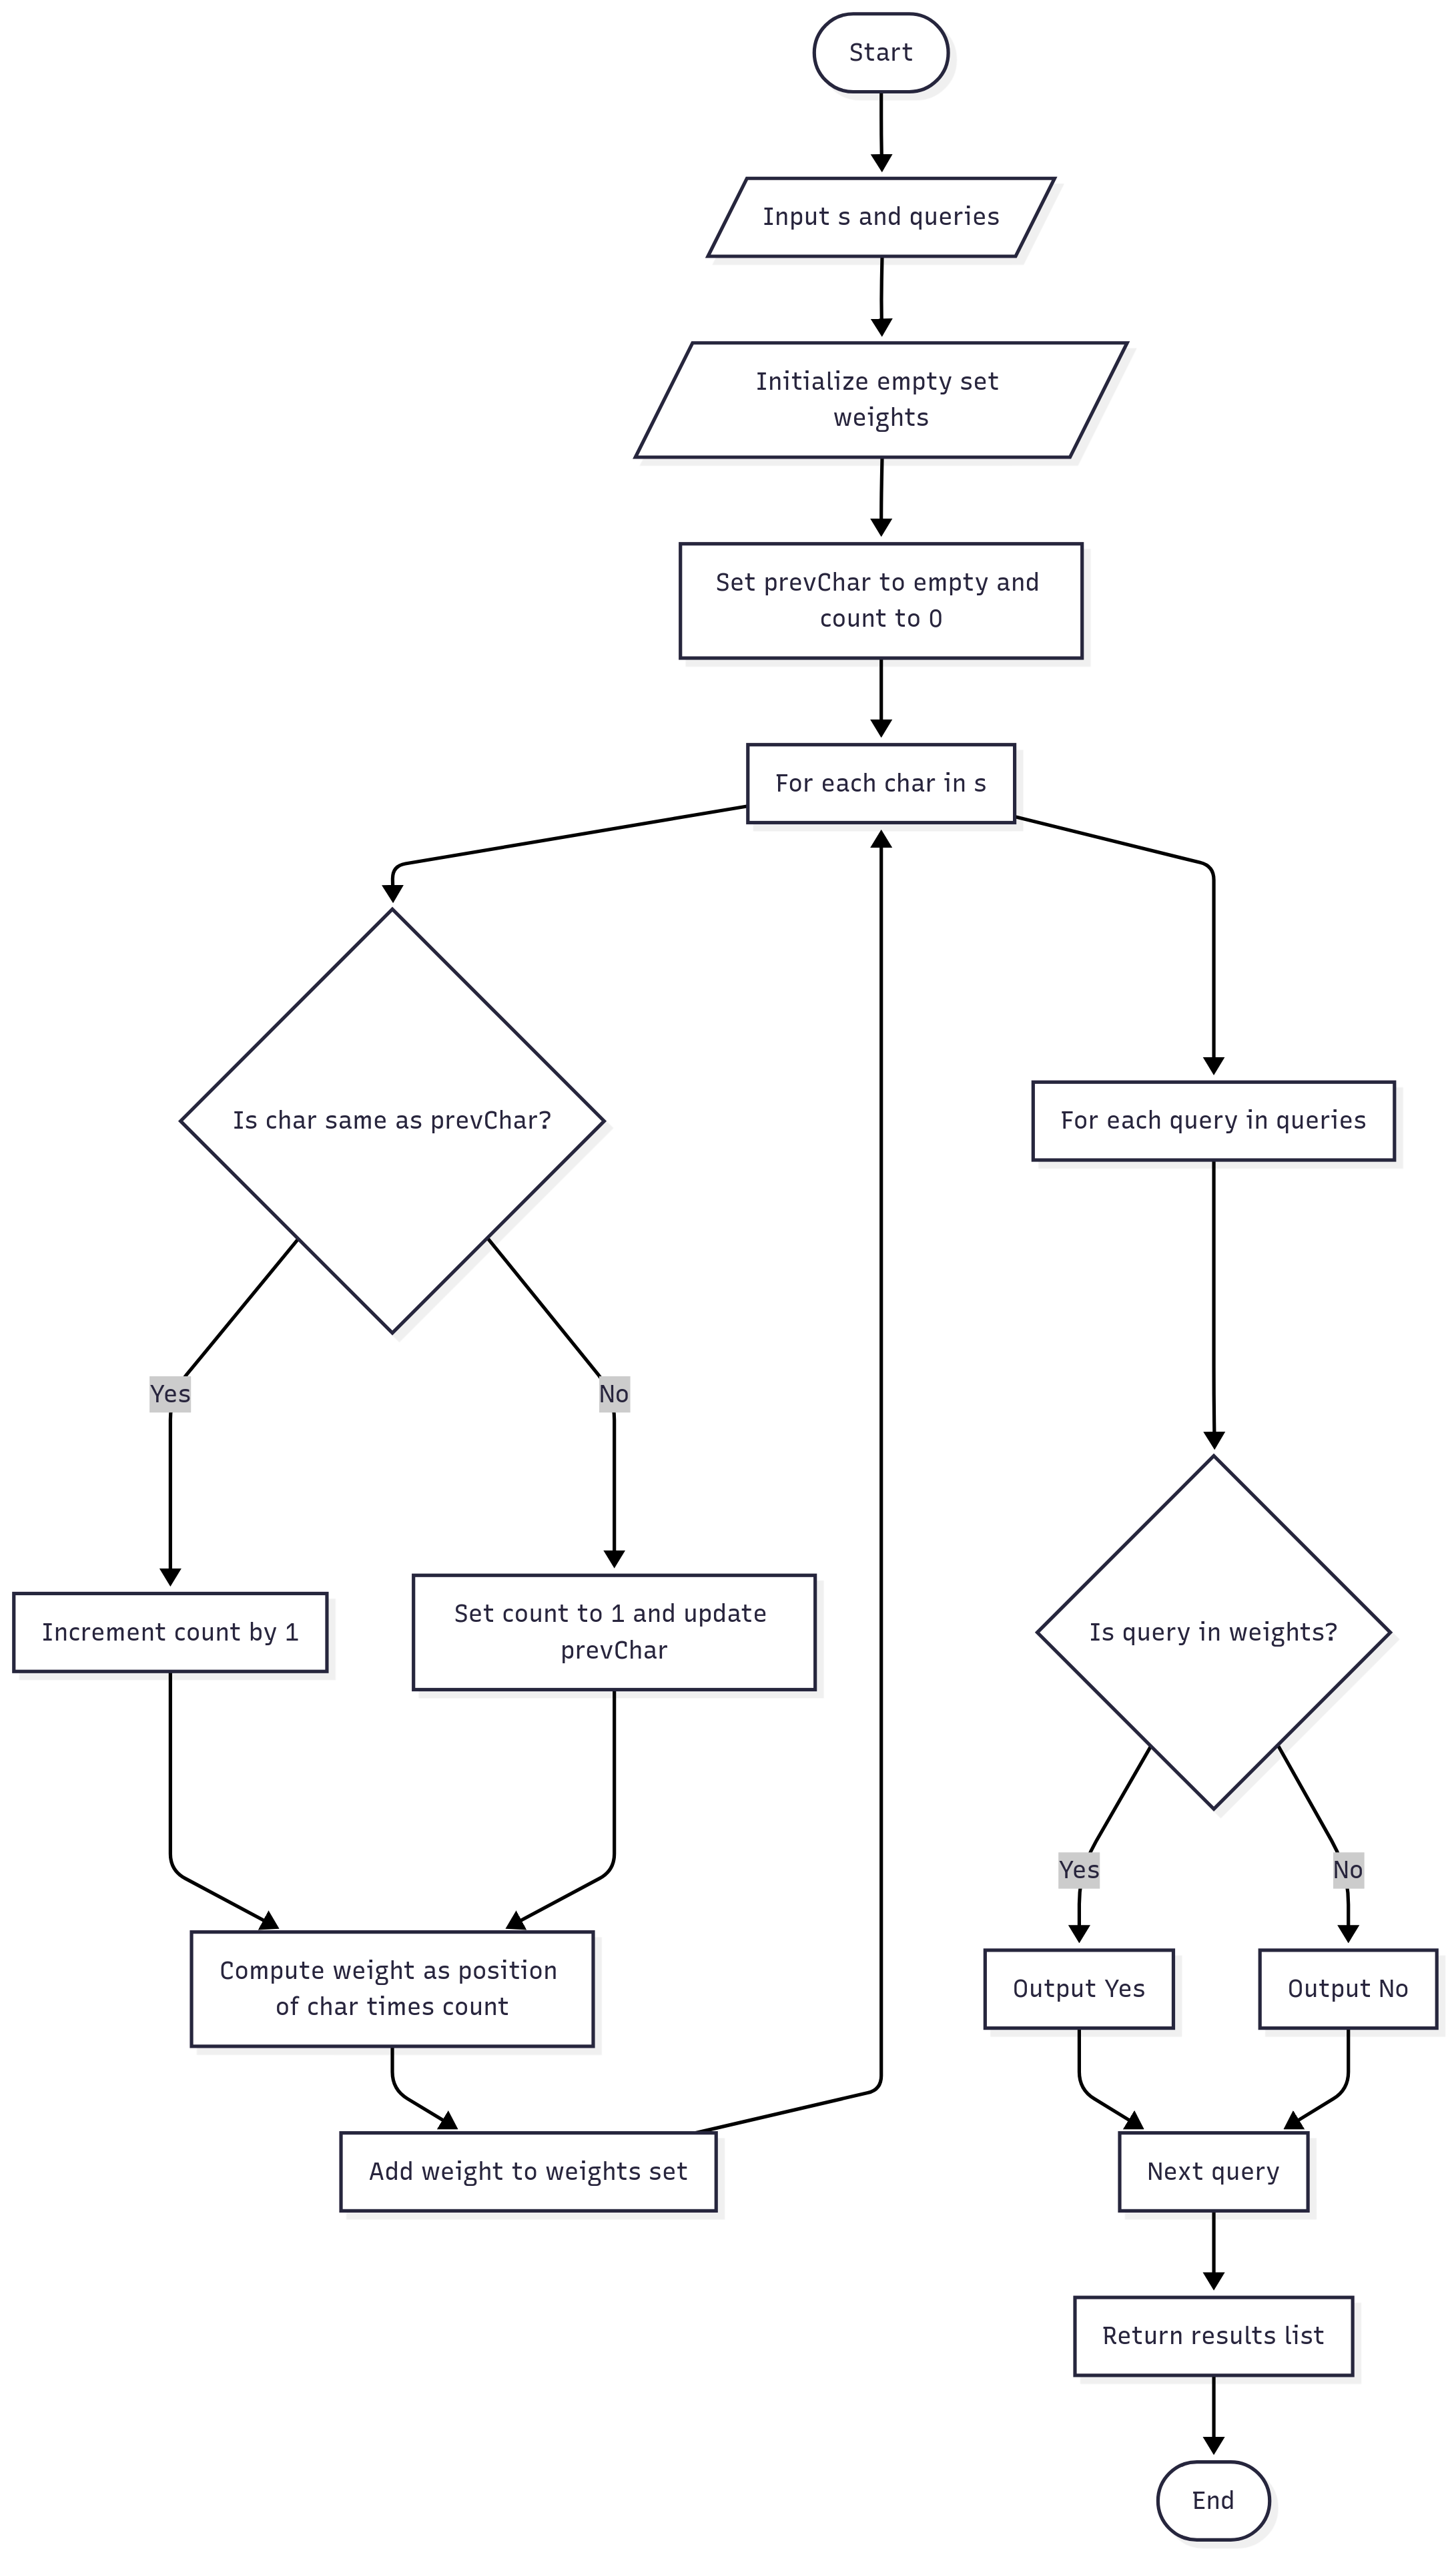 Start
Input s and queries
Initialize empty set
weights
Set prevChar to empty and
count to 0
For each char in s
Is char same as prevChar?
For each query in queries
Yes
No
Increment count by 1
Set count to 1 and update
prevChar
Is query in weights?
Yes
No
Compute weight as position
of char times count
Output Yes
Output No
Add weight to weights set
Next query
Return results list
End